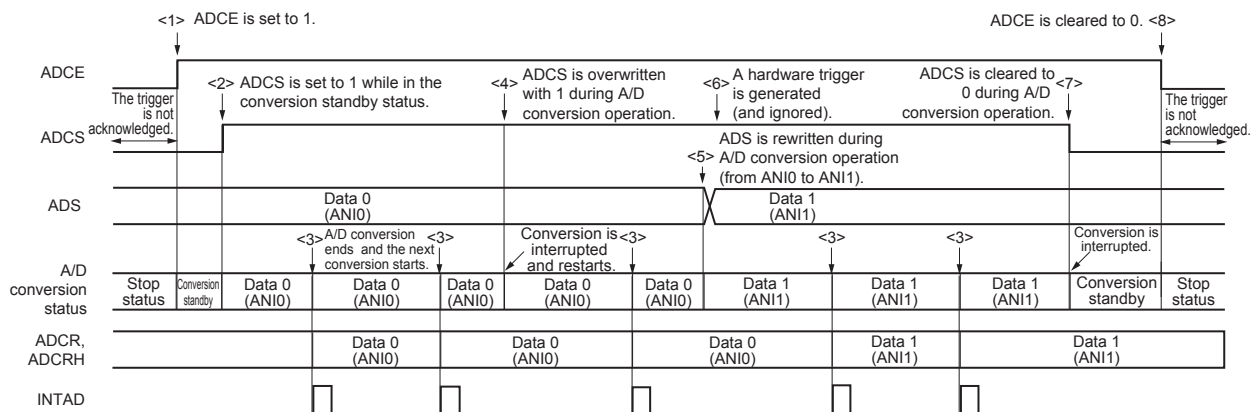 <1> ADCE is set to 1.
ADCE is cleared to 0. <8>
ADCE
The trigger
is not
acknowledged.
<2> ADCS is set to 1 while in the
conversion standby status.
<4> ADCS is overwritten
with 1 during A/D
conversion operation.
<6> A hardware trigger
is generated
(and ignored).
ADCS is cleared to <7>
0 during A/D
conversion operation.
The trigger
is not
acknowledged.
ADCS
<5> ADS is rewritten during
A/D conversion operation
(from ANI0 to ANI1).
ADS
Data 0
(ANI0)
Data 1
(ANI1)
<3> A/D conversion
ends and the next
conversion starts.
<3>
Conversion is
interrupted
and restarts.
<3>
<3>
<3>
Conversion is
interrupted.
A/D
conversion
status
Stop
status
Conversion
standby
Data 0
(ANI0)
Data 0
(ANI0)
Data 0
(ANI0)
Data 0
(ANI0)
Data 0
(ANI0)
Data 1
(ANI1)
Data 1
(ANI1)
Data 1
(ANI1)
Conversion
standby
Stop
status
ADCR,
ADCRH
Data 0
(ANI0)
Data 0
(ANI0)
Data 0
(ANI0)
Data 1
(ANI1)
Data 1
(ANI1)
INTAD